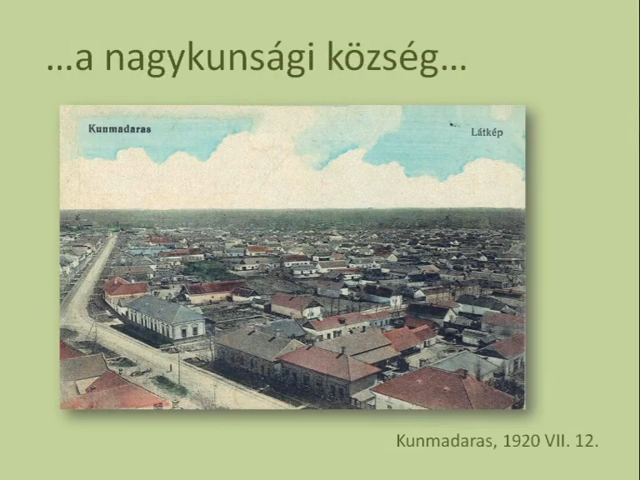 ...a nagykunsági község...
Kunmadaras
Látkép
Kunmadaras, 1920 VII. 12.